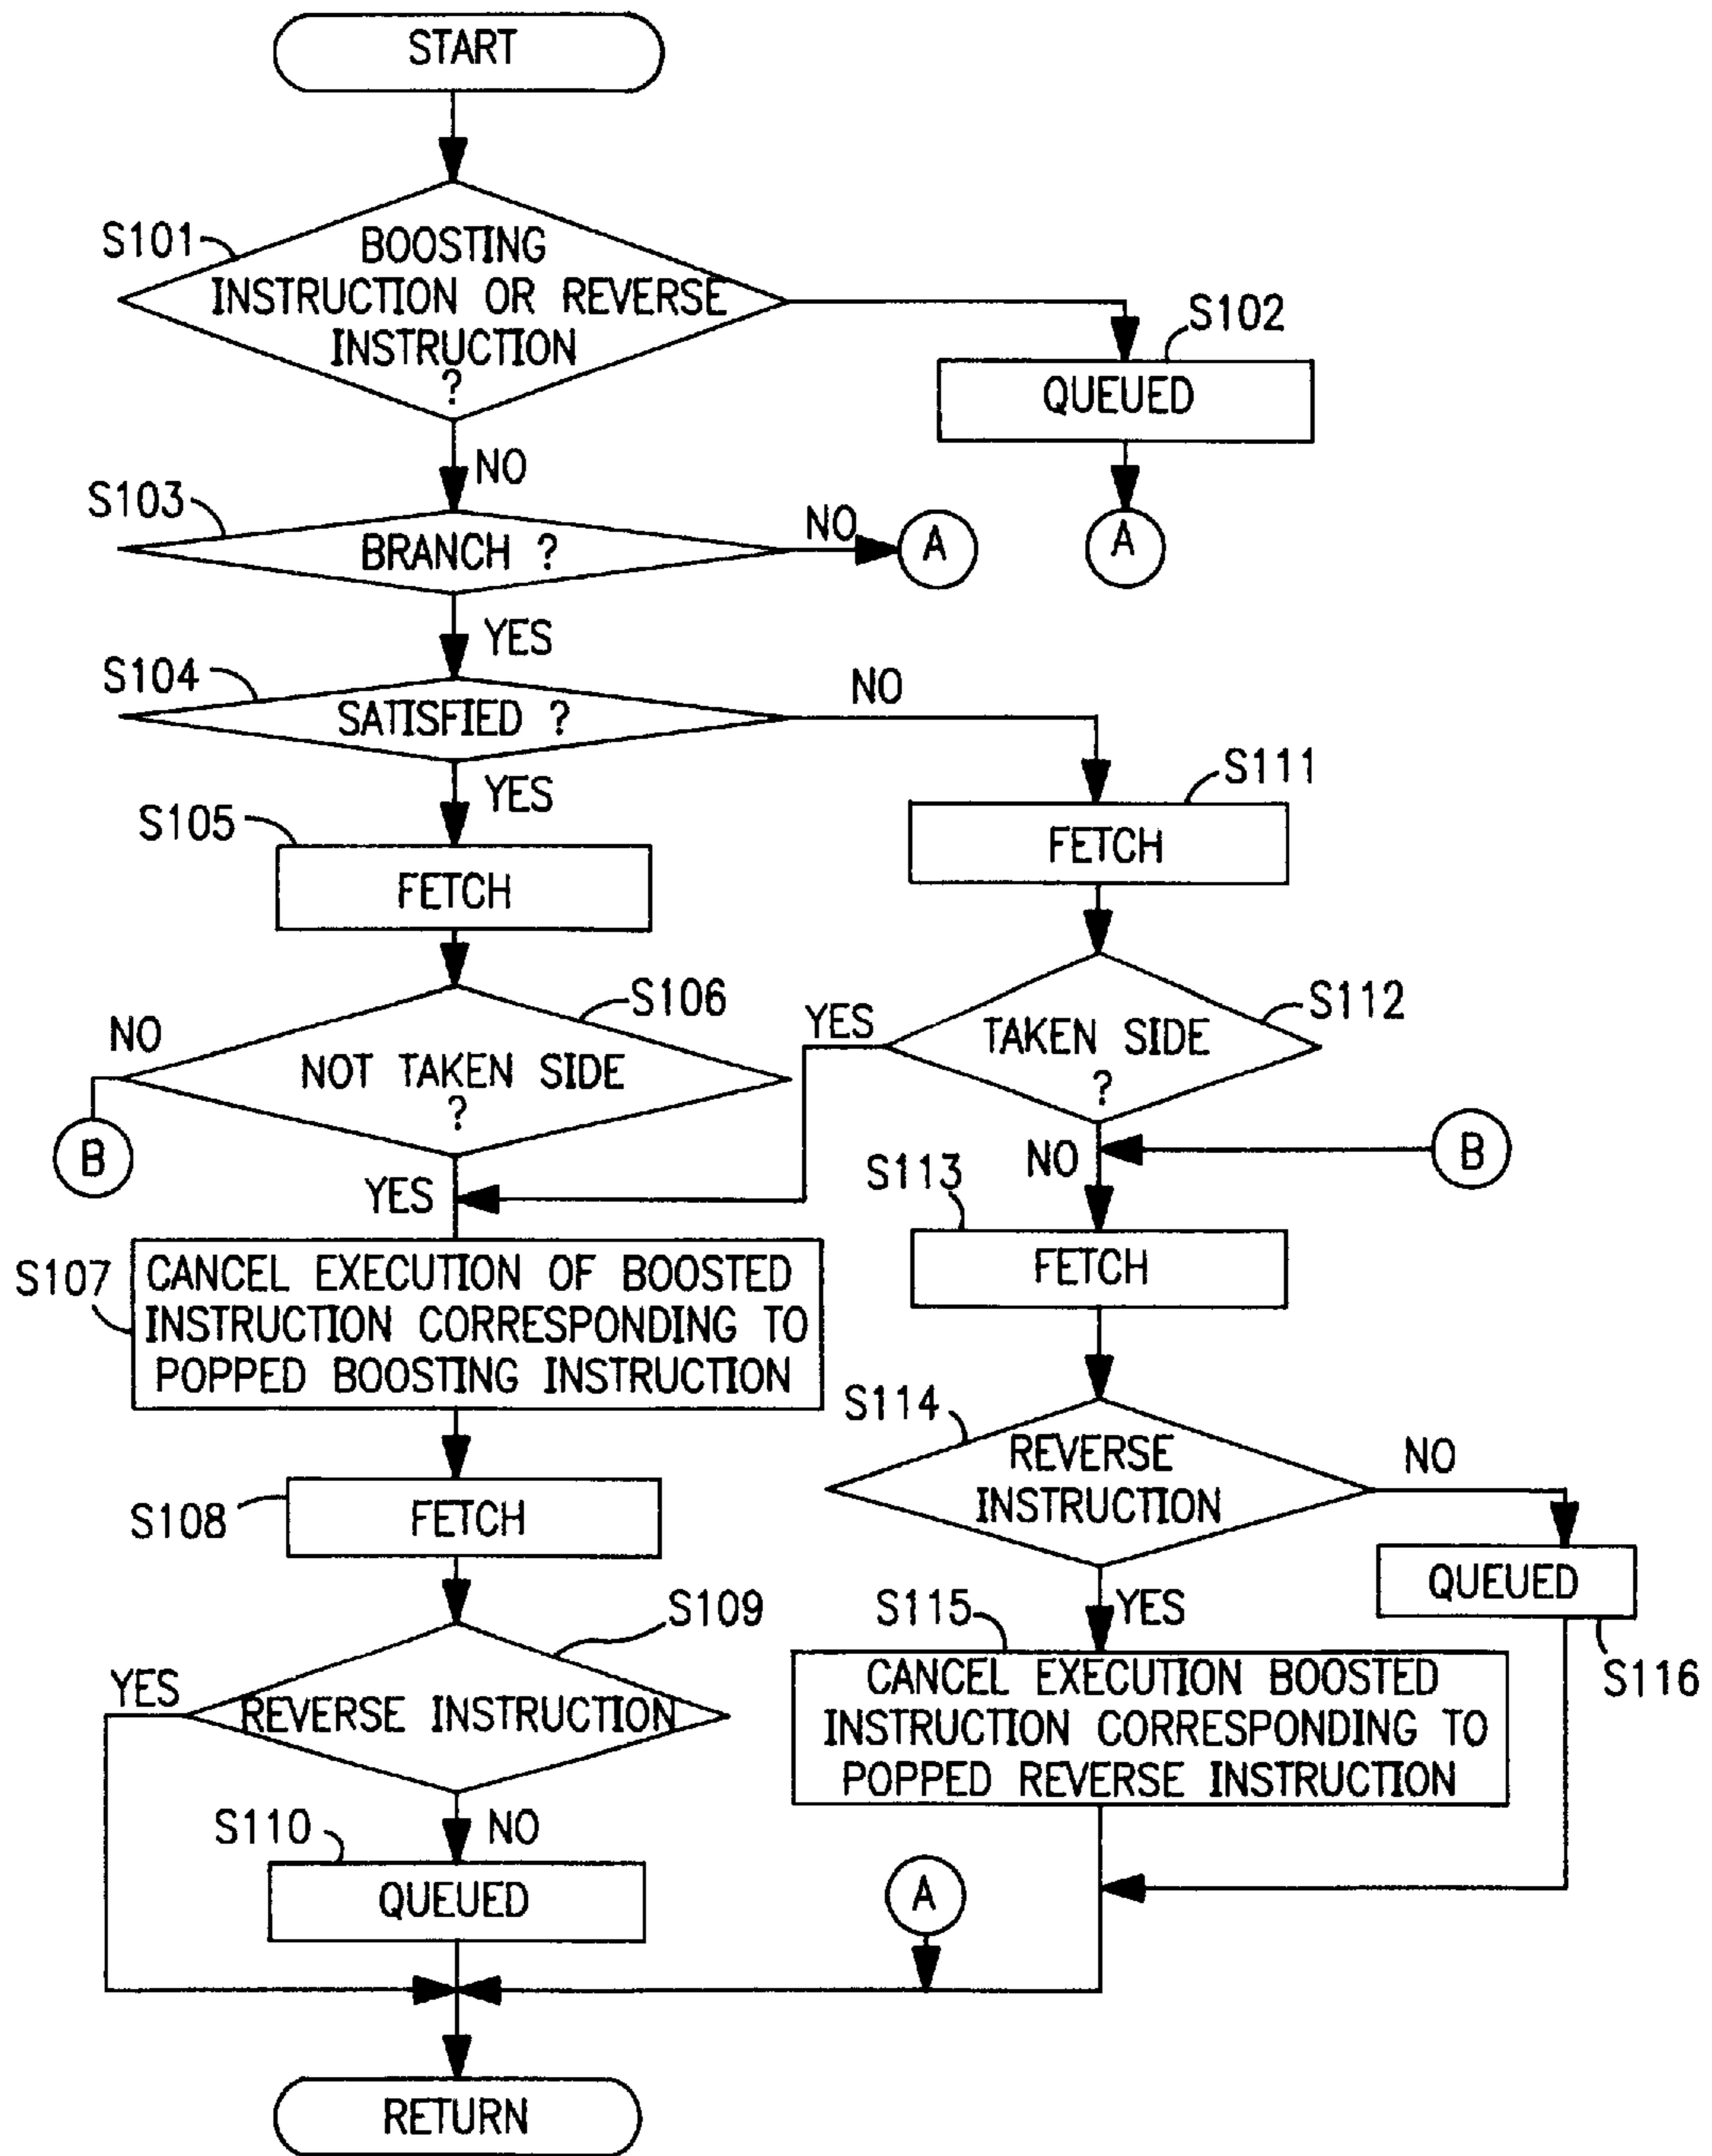 START
S101
BOOSTING
INSTRUCTION OR REVERSE
INSTRUCTION
?
S102
QUEUED
NO
A
S103
BRANCH ?
NO
A
YES
S104
SATISFIED ?
NO
YES
S111
FETCH
S105
FETCH
S106
NOT TAKEN SIDE
?
NO
B
YES
S112
TAKEN SIDE
?
YES
NO
B
S113
FETCH
S107
CANCEL EXECUTION OF BOOSTED
INSTRUCTION CORRESPONDING TO
POPPED BOOSTING INSTRUCTION
S114
REVERSE
INSTRUCTION
NO
S108
FETCH
QUEUED
S116
YES
S115
CANCEL EXECUTION BOOSTED
INSTRUCTION CORRESPONDING TO
POPPED REVERSE INSTRUCTION
S109
YES
REVERSE INSTRUCTION
NO
S110
QUEUED
A
RETURN